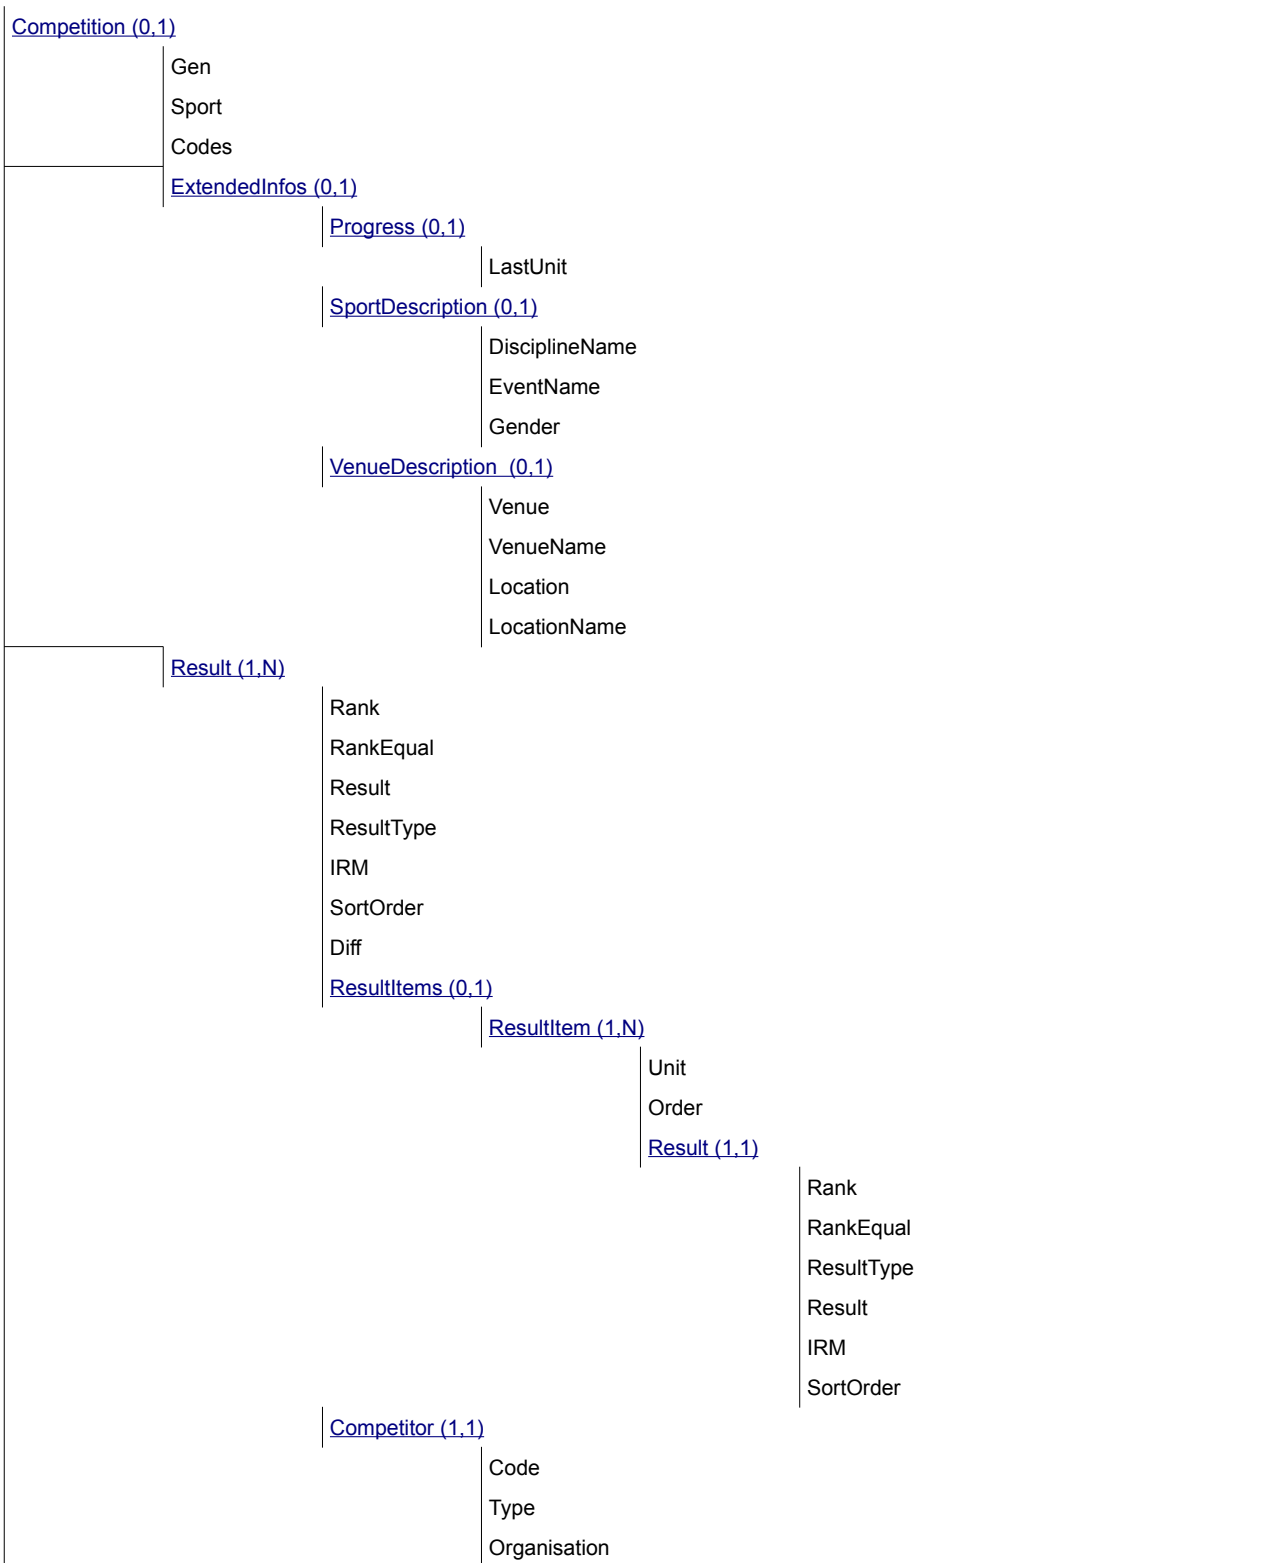 Competition (0,1)
Gen
Sport
Codes
ExtendedInfos (0,1)
Progress (0,1)
LastUnit
SportDescription (0,1)
DisciplineName
EventName
Gender
VenueDescription  (0,1)
Venue
VenueName
Location
LocationName
Result (1,N)
Rank
RankEqual
Result
ResultType
IRM
SortOrder
Diff
ResultItems (0,1)
ResultItem (1,N)
Unit
Order
Result (1,1)
Rank
RankEqual
ResultType
Result
IRM
SortOrder
Competitor (1,1)
Code
Type
Organisation